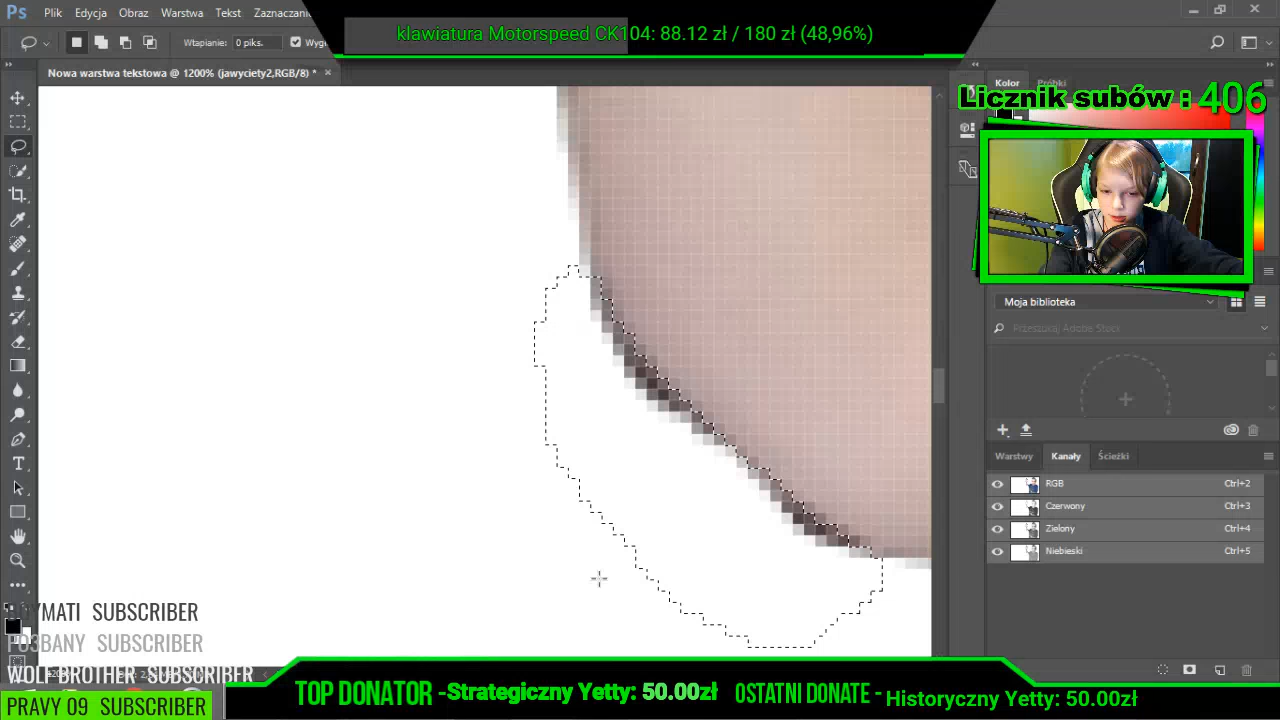 Ps Plik Edycja Obraz Warstwa Tekst Zaznaczanie
klawiatura Motorspeed CK104: 88.12 zł / 180 zł (48,96%)
Wtapianie: 0 piks.
Nowa warstwa tekstowa @ 1200% (jawyciety2,RGB/8) * ×
Kolor Próbki
Licznik subów : 406
Moja biblioteka
Przeszukaj Adobe Stock
Warstwy Kanały Ścieżki
RGB Ctrl+2
Czerwony Ctrl+3
Zielony Ctrl+4
Niebieski Ctrl+5
SUBSCRIBER
PO3BANY SUBSCRIBER
WOLF BROTHER SUBSCRIBER
PRAVY 09 SUBSCRIBER
TOP DONATOR -Strategiczny Yetty: 50.00zł OSTATNI DONATE - Historyczny Yetty: 50.00zł